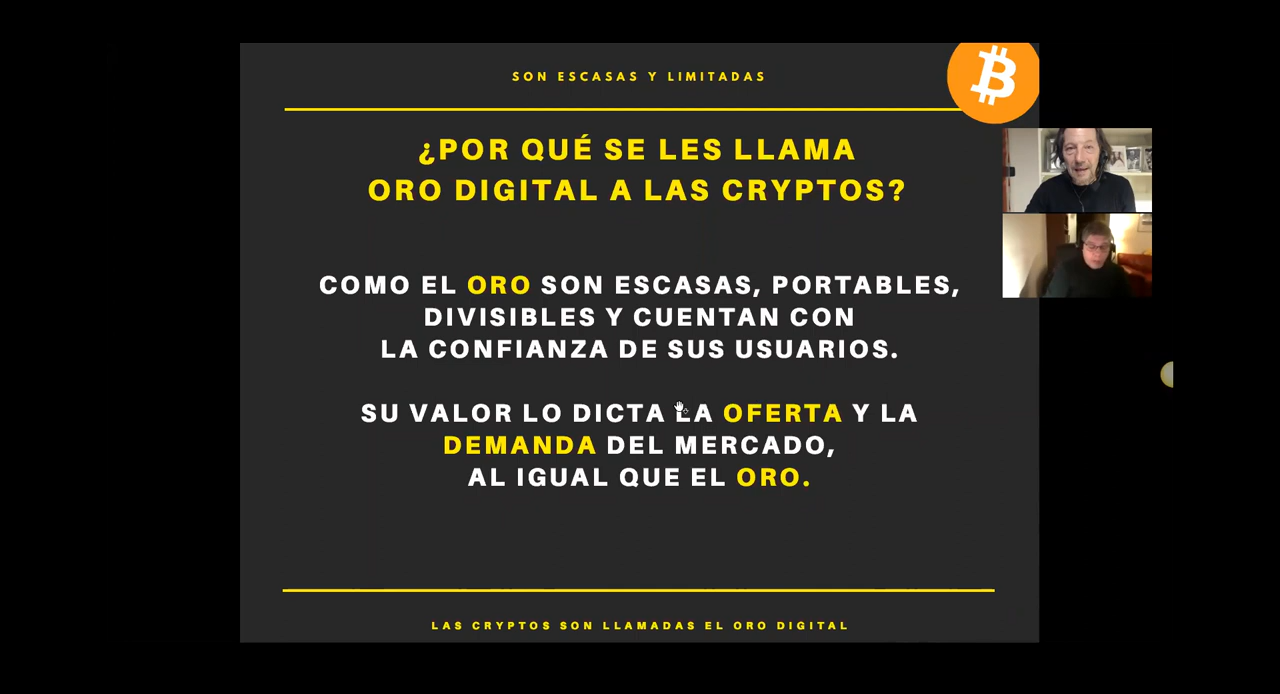 SON ESCASAS Y LIMITADAS
¿POR QUÉ SE LES LLAMA
ORO DIGITAL A LAS CRYPTOS?
COMO EL ORO SON ESCASAS, PORTABLES,
DIVISIBLES Y CUENTAN CON
LA CONFIANZA DE SUS USUARIOS.
SU VALOR LO DICTA LA OFERTA Y LA
DEMANDA DEL MERCADO,
AL IGUAL QUE EL ORO.
LAS CRYPTOS SON LLAMADAS EL ORO DIGITAL